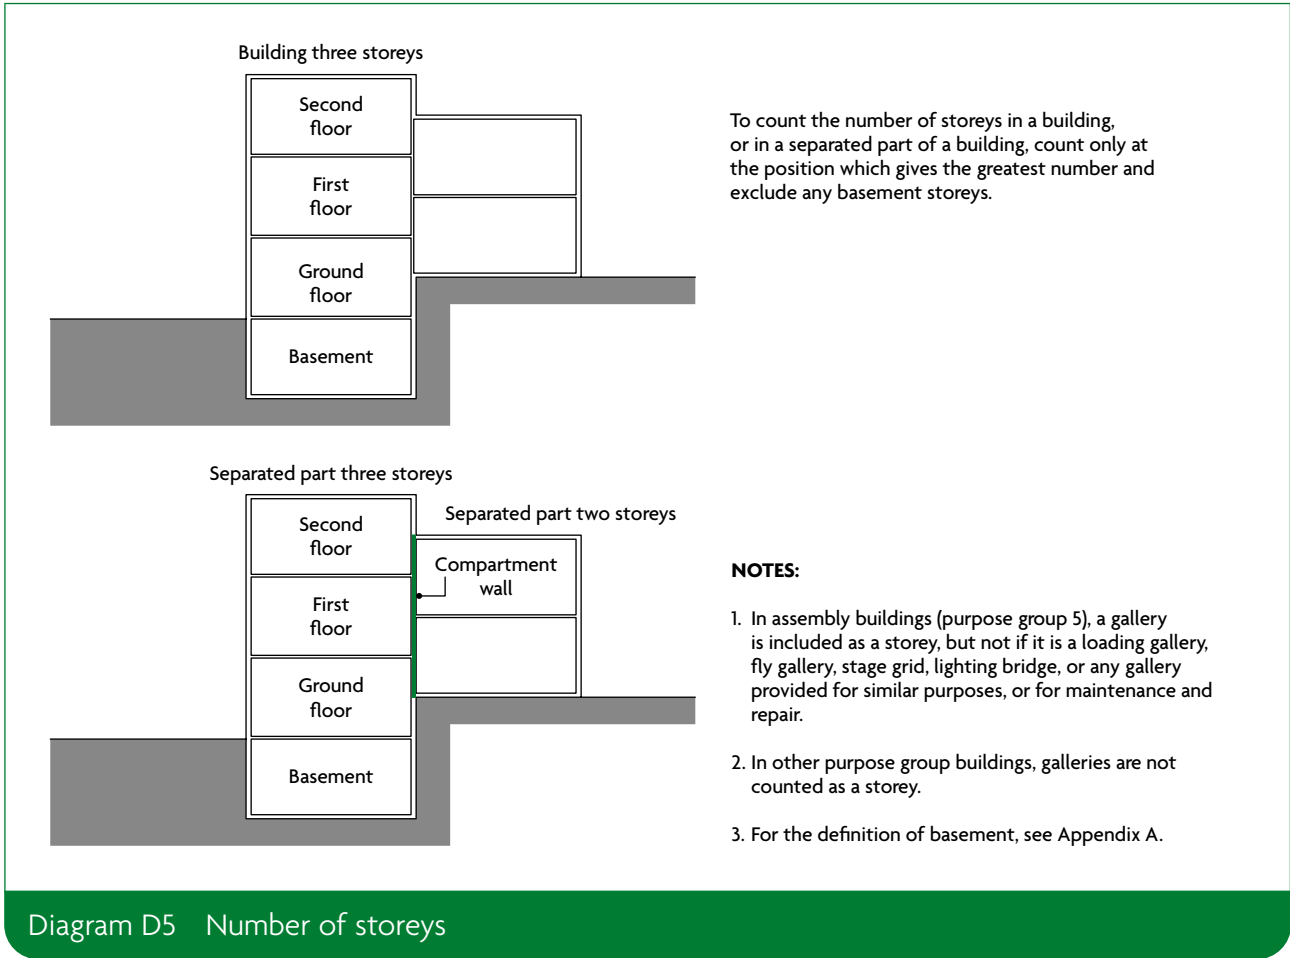 Building three storeys
Second
floor
First
floor
Ground
floor
Basement
To count the number of storeys in a building,
or in a separated part of a building, count only at
the position which gives the greatest number and
exclude any basement storeys.
Separated part three storeys
Separated part two storeys
Second
floor
Compartment
wall
First
floor
Ground
floor
Basement
NOTES:
1. In assembly buildings (purpose group 5), a gallery
is included as a storey, but not if it is a loading gallery,
fly gallery, stage grid, lighting bridge, or any gallery
provided for similar purposes, or for maintenance and
repair.
2. In other purpose group buildings, galleries are not
counted as a storey.
3. For the definition of basement, see Appendix A.
Diagram D5 Number of storeys